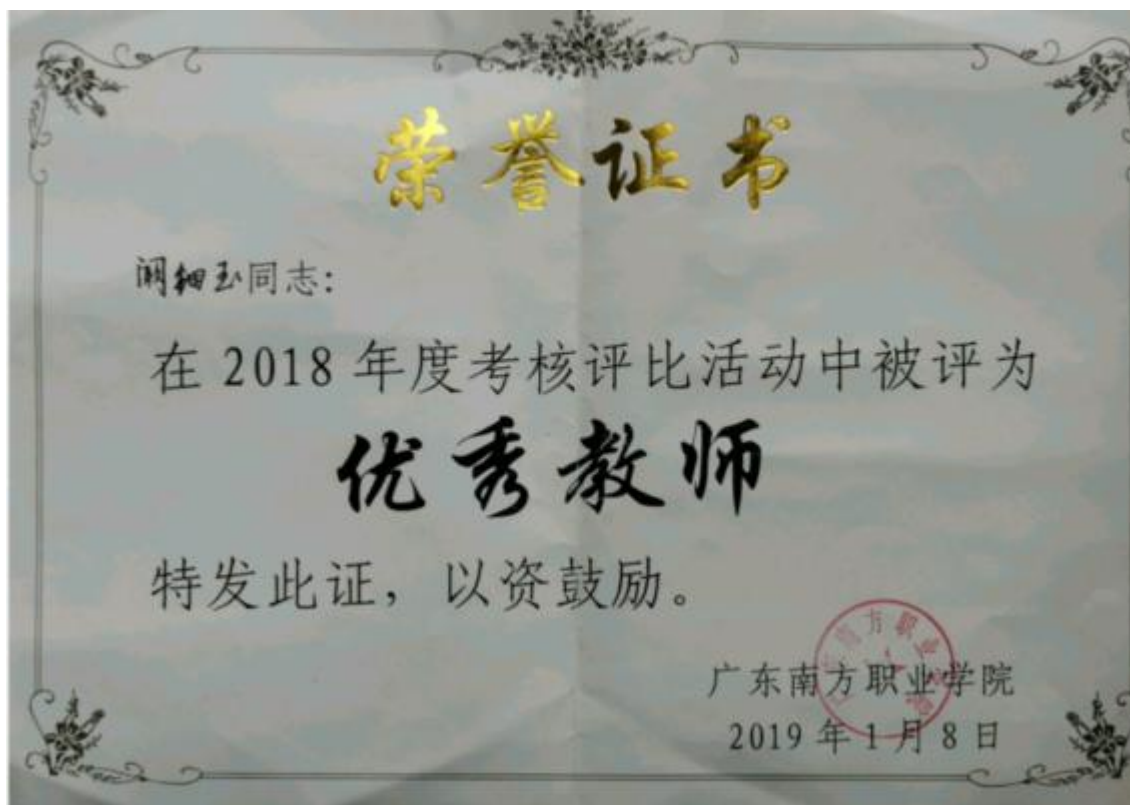 荣誉证书
阚细玉同志：
在2018年度考核评比活动中被评为
优秀教师
特发此证，以资鼓励。
广东南方职业学院
2019年1月8日